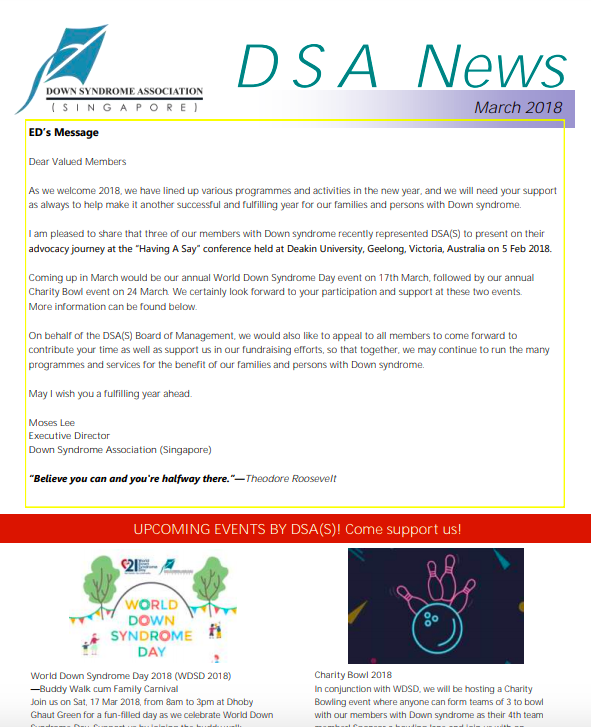 DSA News
DOWN SYNDROME ASSOCIATION
( SINGAPORE )
March 2018
ED's Message
Dear Valued Members
As we welcome 2018, we have lined up various programmes and activities in the new year, and we will need your support
as always to help make it another successful and fulfilling year for our families and persons with Down syndrome.
I am pleased to share that three of our members with Down syndrome recently represented DSA(S) to present on their
advocacy journey at the "Having A Say" conference held at Deakin University, Geelong, Victoria, Australia on 5 Feb 2018.
Coming up in March would be our annual World Down Syndrome Day event on 17th March, followed by our annual
Charity Bowl event on 24 March. We certainly look forward to your participation and support at these two events.
More information can be found below.
On behalf of the DSA(S) Board of Management, we would also like to appeal to all members to come forward to
contribute your time as well as support us in our fundraising efforts, so that together, we may continue to run the many
programmes and services for the benefit of our families and persons with Down syndrome.
May I wish you a fulfilling year ahead.
Moses Lee
Executive Director
Down Syndrome Association (Singapore)
"Believe you can and you're halfway there."—Theodore Roosevelt
UPCOMING EVENTS BY DSA(S)! Come support us!
21
WORLD
DOWN
SYNDROME
DAY
World Down Syndrome Day 2018 (WDSD 2018)
—Buddy Walk cum Family Carnival
Join us on Sat, 17 Mar 2018, from 8am to 3pm at Dhoby
Ghaut Green for a fun-filled day as we celebrate World Down
Charity Bowl 2018
In conjunction with WDSD, we will be hosting a Charity
Bowling event where anyone can form teams of 3 to bowl
with our members with Down syndrome as their 4th team